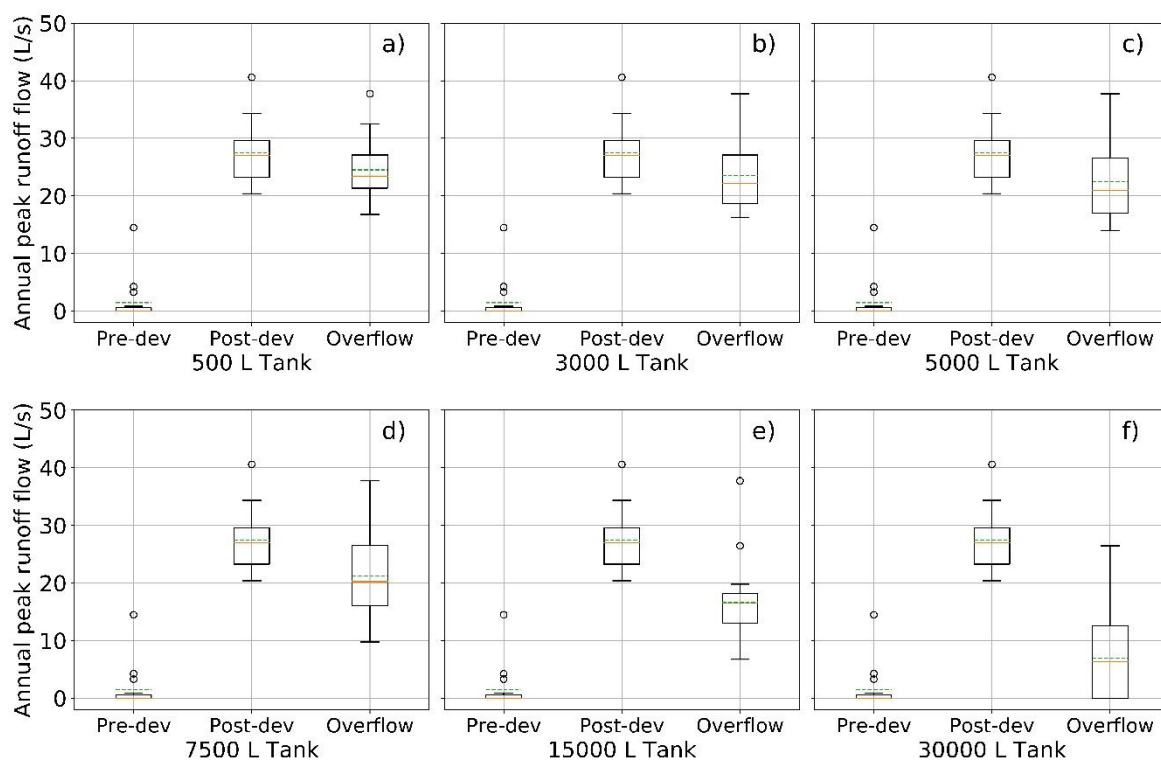 Annual peak runoff flow (L/s)
50
40
30
20
10
0
a)
Pre-dev Post-dev Overflow
500 L Tank
b)
Pre-dev Post-dev Overflow
3000 L Tank
c)
Pre-dev Post-dev Overflow
5000 L Tank
Annual peak runoff flow (L/s)
50
40
30
20
10
0
d)
Pre-dev Post-dev Overflow
7500 L Tank
e)
Pre-dev Post-dev Overflow
15000 L Tank
f)
Pre-dev Post-dev Overflow
30000 L Tank